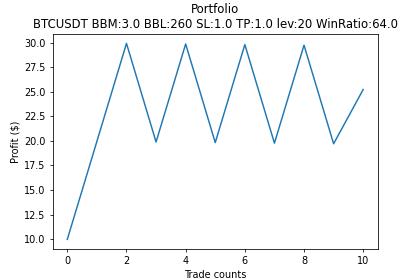 Portfolio
BTCUSDT BBM:3.0 BBL:260 SL:1.0 TP:1.0 lev:20 WinRatio:64.0
30.0
27.5
25.0
22.5
20.0
17.5
15.0
12.5
10.0
Profit ($)
0 2 4 6 8 10
Trade counts